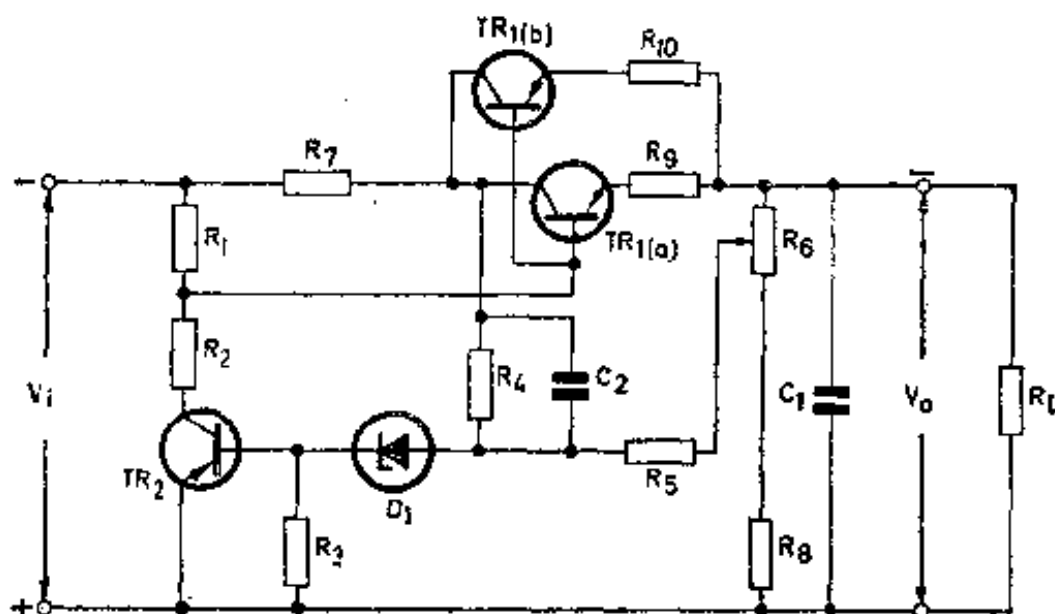 TR1(b)
R10
R7
R9
−
−
R1
TR1(a)
R6
R2
R4
C2
Vi
C1
Vo
RL
TR2
D1
R5
R3
R8
+
+